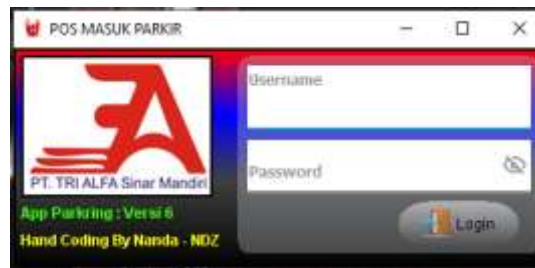 POS MASUK PARKIR
Username
Password
PT. TRI ALFA Sinar Mandiri
App Parkring : Versi 6
Hand Coding By Nanda - NDZ
Login